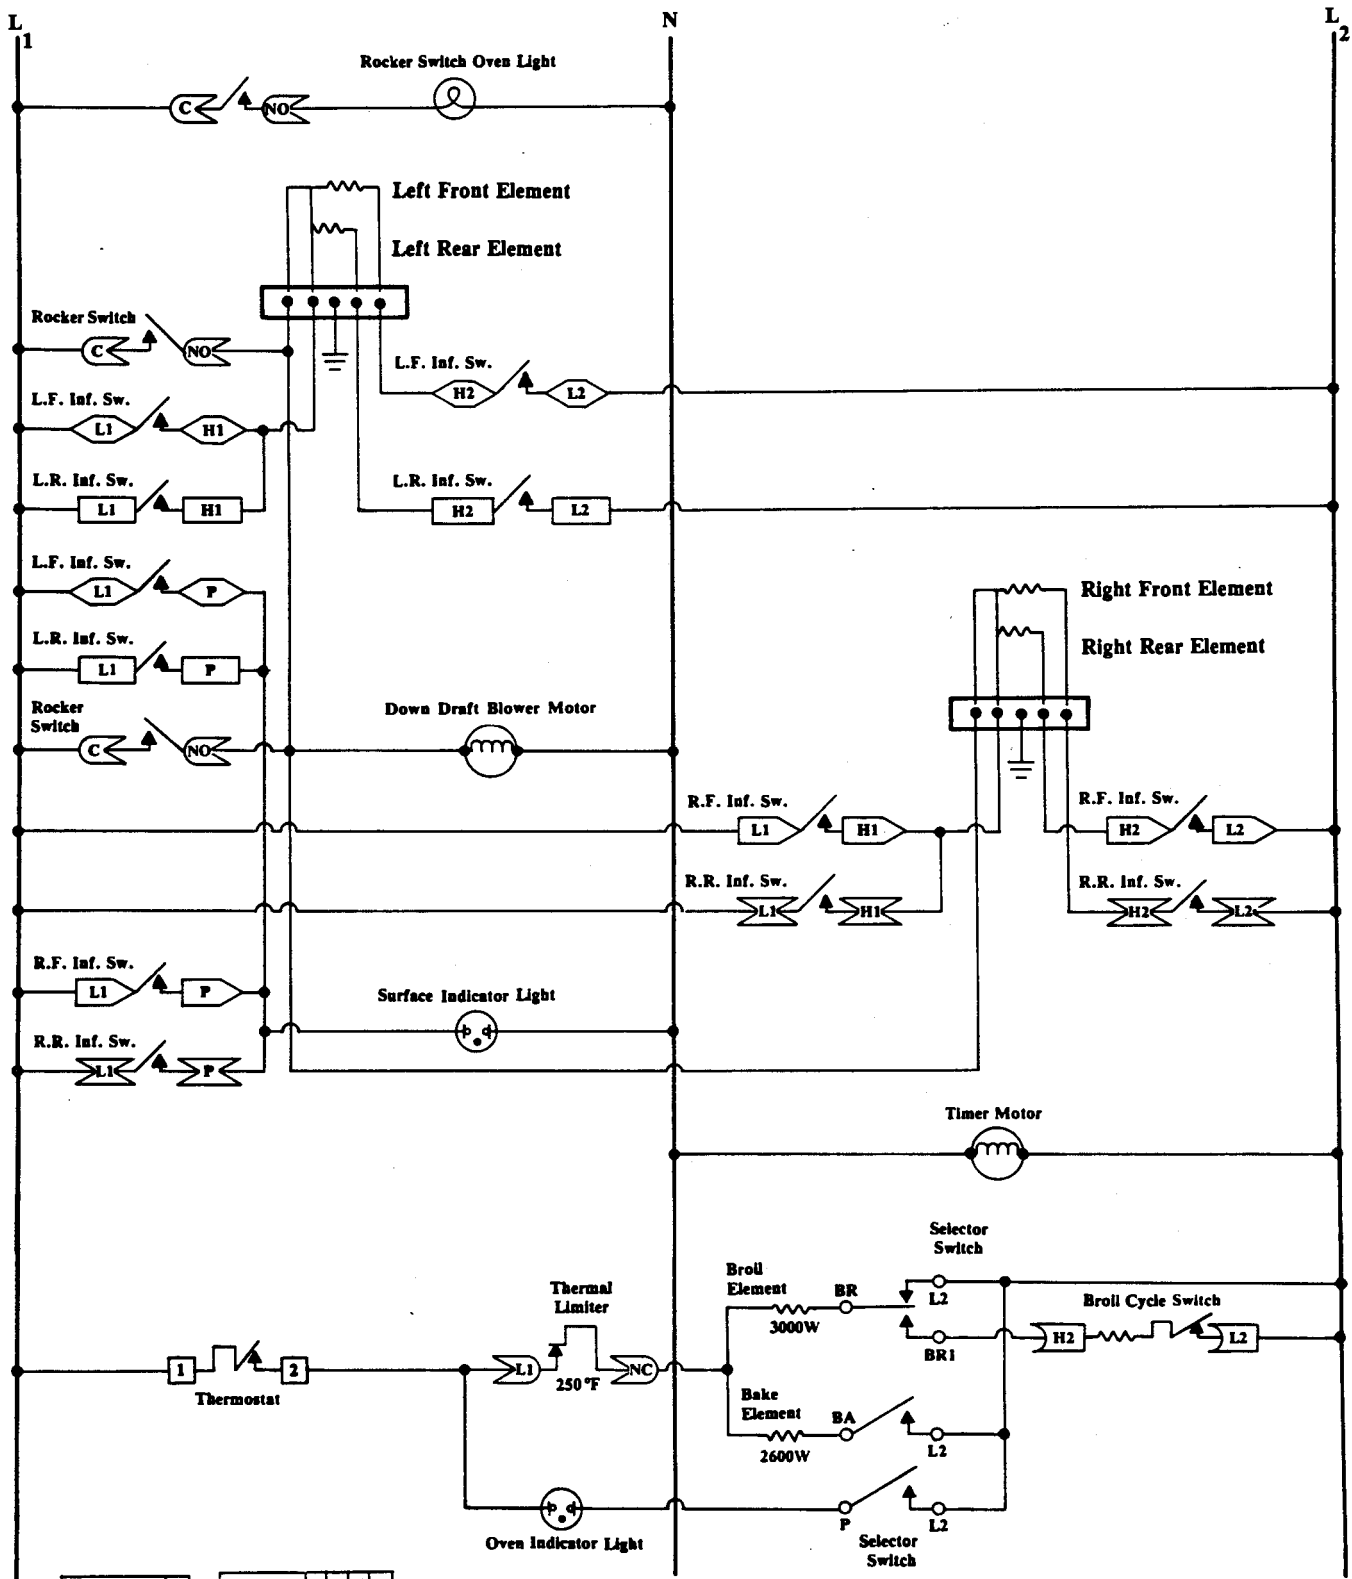 L1 N L2
Rocker Switch Oven Light
C NO
Left Front Element
Left Rear Element
Rocker Switch
C NO
L.F. Inf. Sw.
H2 L2
L.F. Inf. Sw.
L1 H1
L.R. Inf. Sw.
L1 H1
L.R. Inf. Sw.
H2 L2
L.F. Inf. Sw.
L1 P
Right Front Element
L.R. Inf. Sw.
L1 P
Right Rear Element
Rocker
Switch
C NO
Down Draft Blower Motor
R.F. Inf. Sw.
L1 H1
R.F. Inf. Sw.
H2 L2
R.R. Inf. Sw.
L1 H1
R.R. Inf. Sw.
H2 L2
R.F. Inf. Sw.
L1 P
Surface Indicator Light
R.R. Inf. Sw.
L1 P
Timer Motor
Selector
Switch
Broil
Element
BR
L2
3000W
Broil Cycle Switch
BR1
H2 L2
Thermal
Limiter
1 2
Thermostat
L1 NC
250°F
Bake
Element
BA
L2
2600W
Oven Indicator Light
P L2
Selector
Switch